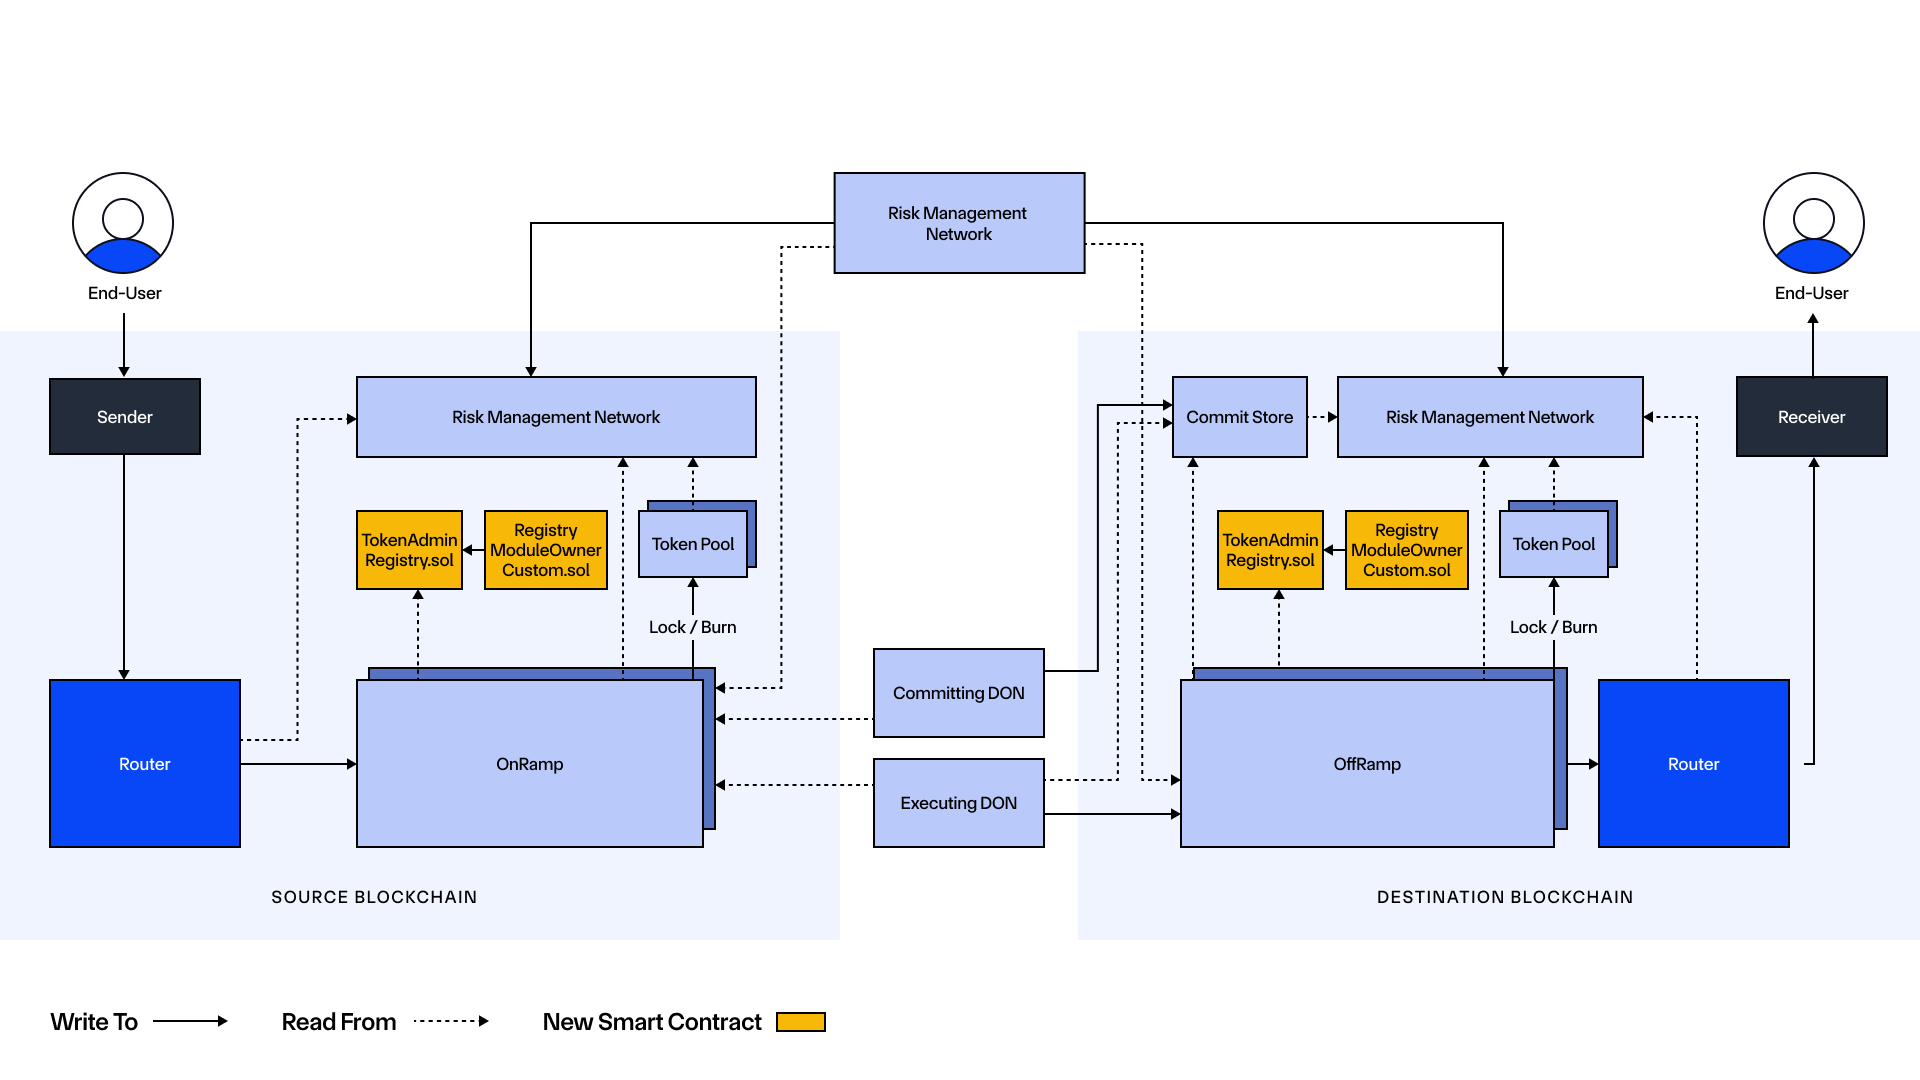 Risk Management
Network
End-User
End-User
Sender
Risk Management Network
Commit Store
Risk Management Network
Receiver
TokenAdmin
Registry.sol
Registry
ModuleOwner
Custom.sol
Token Pool
TokenAdmin
Registry.sol
Registry
ModuleOwner
Custom.sol
Token Pool
Lock / Burn
Lock / Burn
Committing DON
Router
OnRamp
Executing DON
OffRamp
Router
SOURCE BLOCKCHAIN
DESTINATION BLOCKCHAIN
Write To
Read From
New Smart Contract